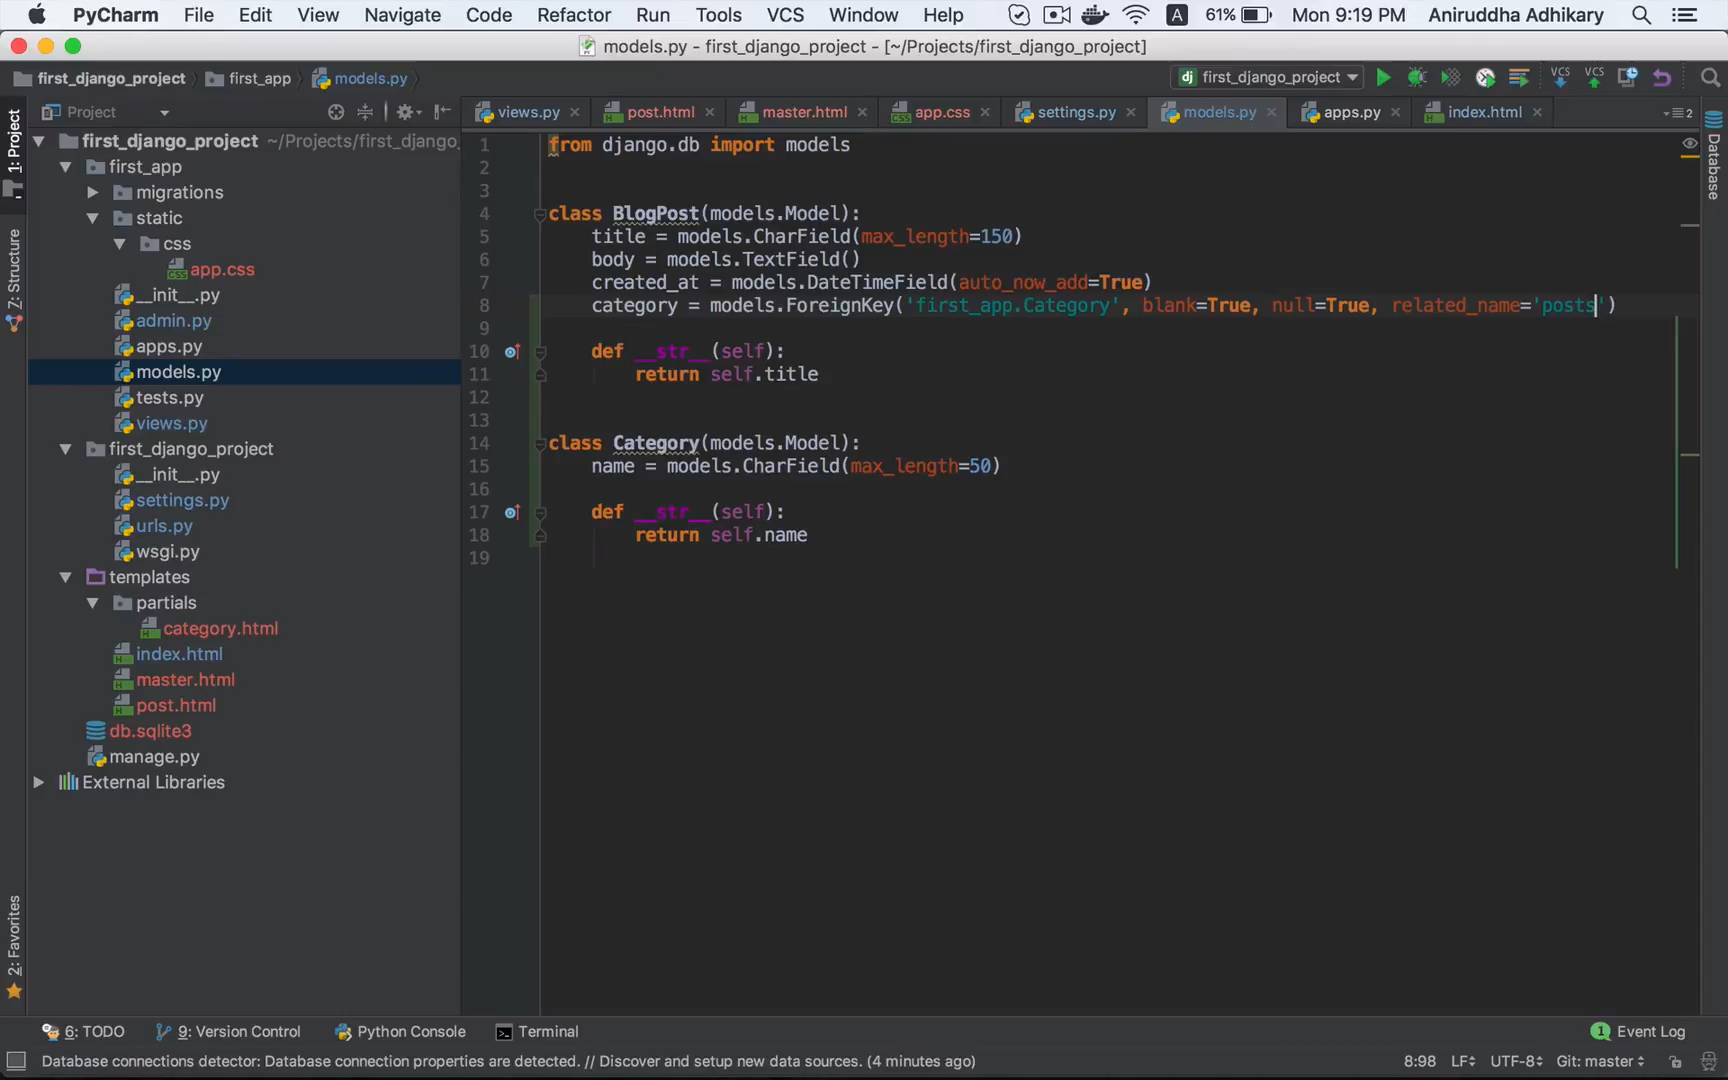 PyCharm File Edit View Navigate Code Refactor Run Tools VCS Window Help A 61% Mon 9:19 PM Aniruddha Adhikary
models.py - first_django_project - [~/Projects/first_django_project]
first_django_project first_app models.py dj first_django_project VCS VCS
Project views.py post.html master.html app.css settings.py models.py apps.py index.html 2
first_django_project ~/Projects/first_django_
first_app
migrations
static
css
app.css
__init__.py
admin.py
apps.py
models.py
tests.py
views.py
first_django_project
__init__.py
settings.py
urls.py
wsgi.py
templates
partials
category.html
index.html
master.html
post.html
db.sqlite3
manage.py
External Libraries
1: Project
7: Structure
2: Favorites
1 from django.db import models
2
3
4 class BlogPost(models.Model):
5 title = models.CharField(max_length=150)
6 body = models.TextField()
7 created_at = models.DateTimeField(auto_now_add=True)
8 category = models.ForeignKey('first_app.Category', blank=True, null=True, related_name='posts')
9
10 def __str__(self):
11 return self.title
12
13
14 class Category(models.Model):
15 name = models.CharField(max_length=50)
16
17 def __str__(self):
18 return self.name
19
Database
6: TODO 9: Version Control Python Console Terminal 1 Event Log
Database connections detector: Database connection properties are detected. // Discover and setup new data sources. (4 minutes ago) 8:98 LF UTF-8 Git: master